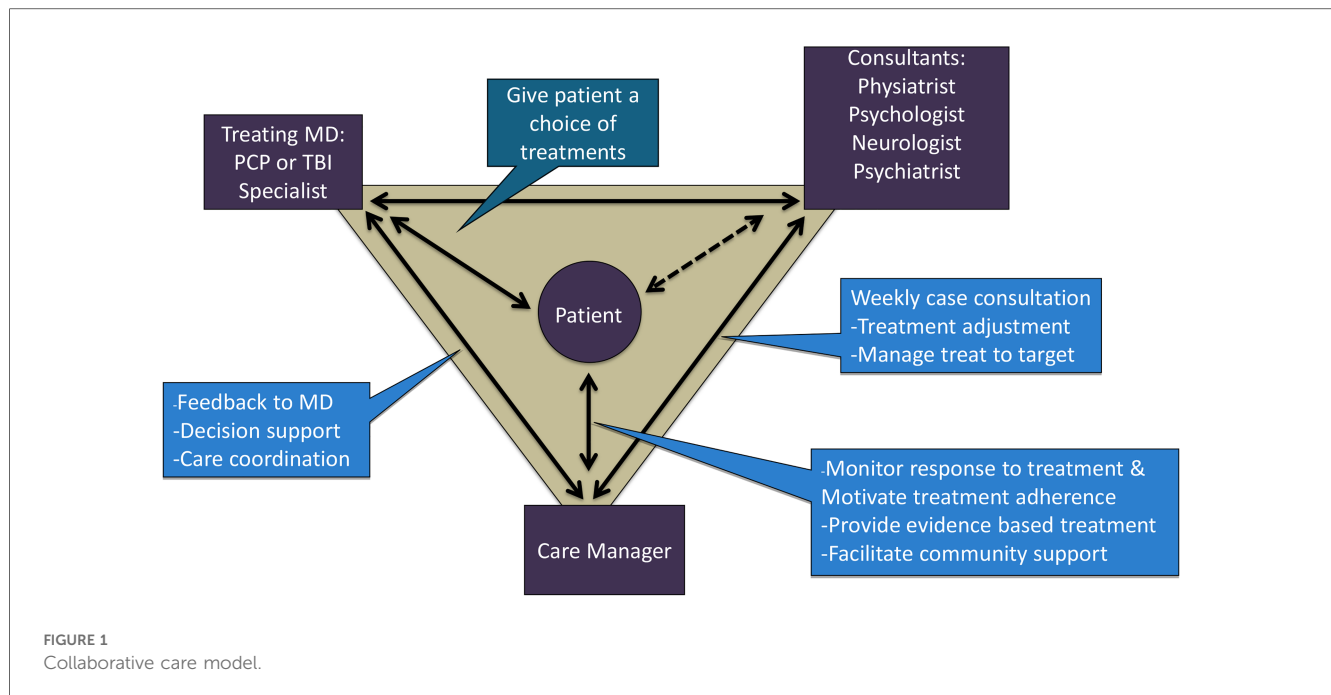 Treating MD:
PCP or TBI
Specialist
Give patient a
choice of
treatments
Consultants:
Physiatrist
Psychologist
Neurologist
Psychiatrist
Patient
Weekly case consultation
-Treatment adjustment
-Manage treat to target
-Feedback to MD
-Decision support
-Care coordination
-Monitor response to treatment &
Motivate treatment adherence
-Provide evidence based treatment
-Facilitate community support
Care Manager
FIGURE 1
Collaborative care model.